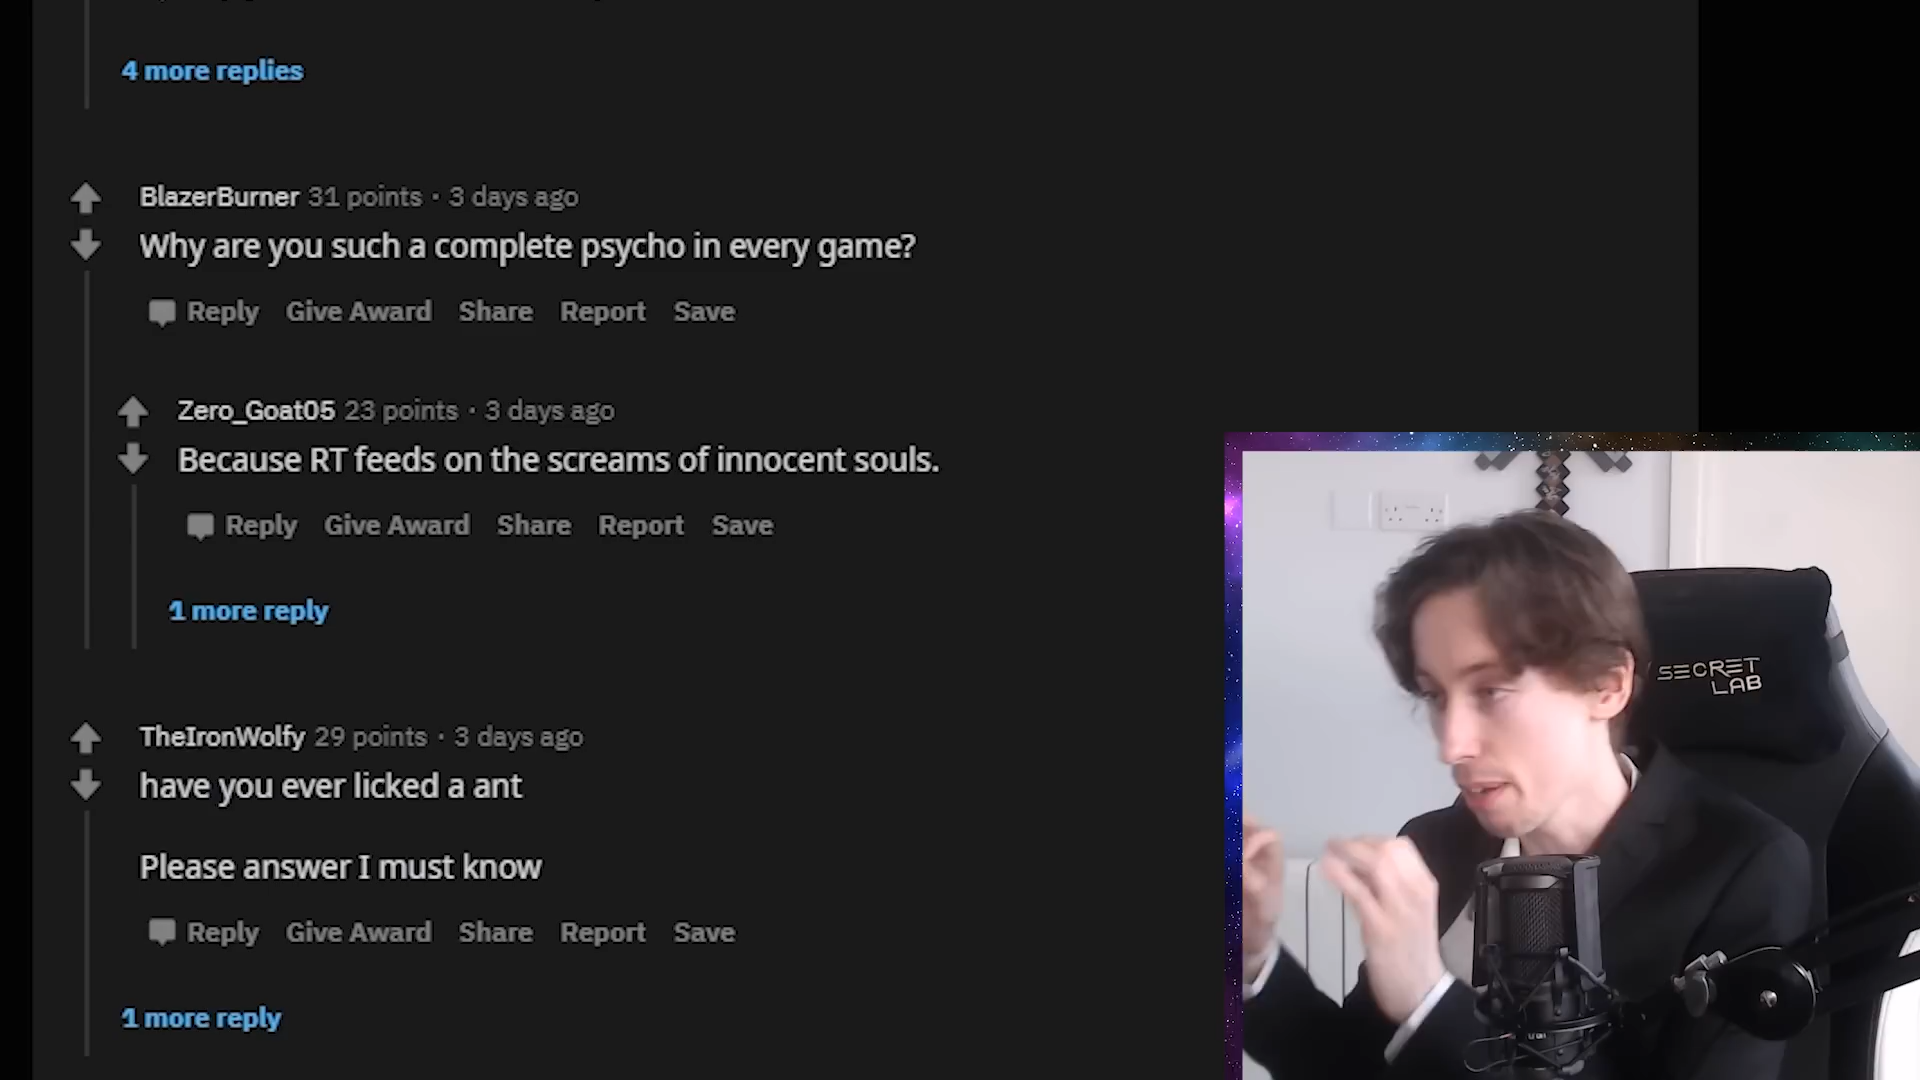 4 more replies
BlazerBurner 31 points · 3 days ago
Why are you such a complete psycho in every game?
Reply Give Award Share Report Save
Zero_Goat05 23 points · 3 days ago
Because RT feeds on the screams of innocent souls.
Reply Give Award Share Report Save
1 more reply
TheIronWolfy 29 points · 3 days ago
have you ever licked a ant
Please answer I must know
Reply Give Award Share Report Save
1 more reply
SECRET
LAB